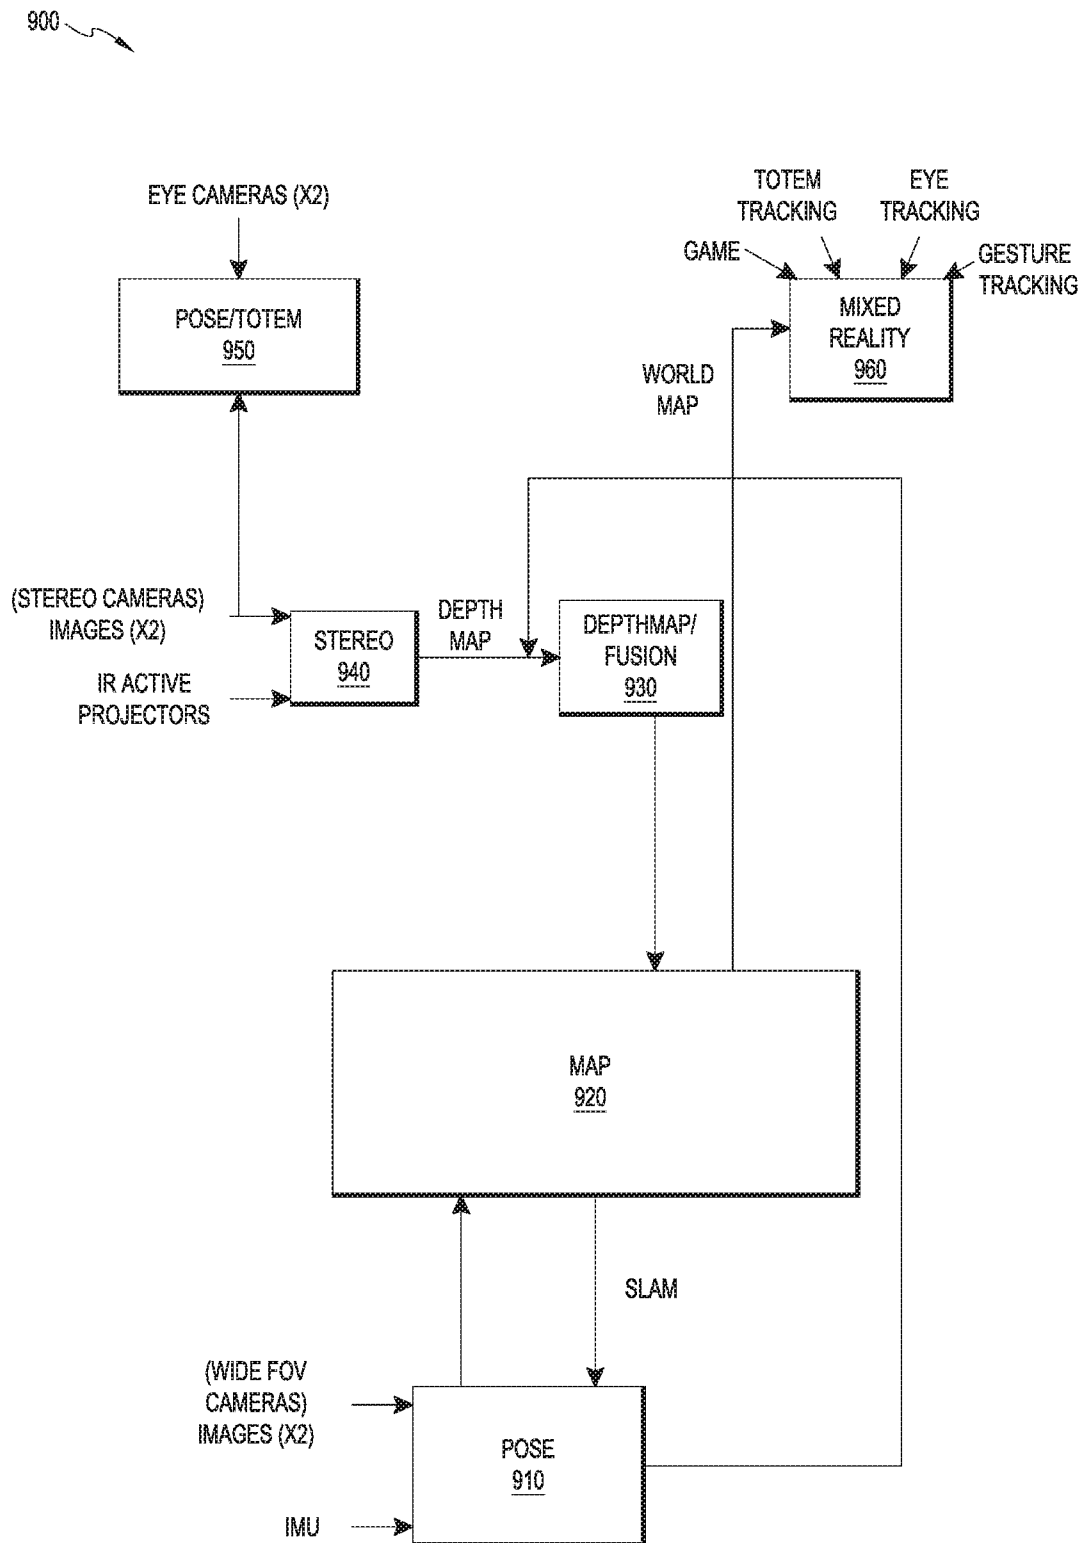 900
EYE CAMERAS (X2)
POSE/TOTEM
950
TOTEM
TRACKING
EYE
TRACKING
GAME
GESTURE
TRACKING
MIXED
REALITY
960
WORLD
MAP
(STEREO CAMERAS)
IMAGES (X2)
IR ACTIVE
PROJECTORS
STEREO
940
DEPTH
MAP
DEPTHMAP/
FUSION
930
MAP
920
SLAM
(WIDE FOV
CAMERAS)
IMAGES (X2)
IMU
POSE
910